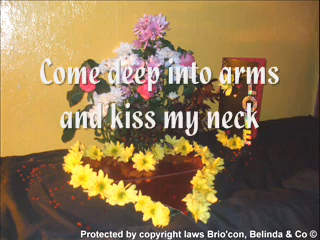 Come deep into arms
and kiss my neck
Protected by copyright laws Brio'con, Belinda & Co ©